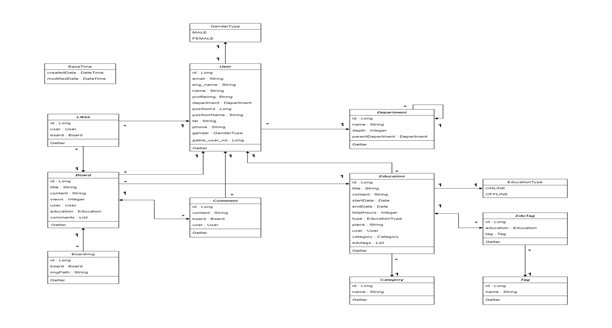 GenderType
MALE
FEMALE
BaseTime
createdDate : DateTime
modifiedDate : DateTime
User
id : Long
email : String
eng_name : String
name : String
profileImg : String
department : Department
positionId : Long
positionName : String
tel : String
phone : String
gender : GenderType
Getter
Likes
id : Long
user : User
board : Board
Getter
Department
id : Long
name : String
depth : Integer
parentDepartment : Department
Getter
Board
id : Long
title : String
content : String
views : Integer
user : User
education : Education
comments : List
Getter
Comment
id : Long
content : String
board : Board
user : User
Getter
Education
id : Long
title : String
content : String
startDate : Date
endDate : Date
totalHours : Integer
type : EducationType
place : String
user : User
category : Category
edutags : List
Getter
EducationType
ONLINE
OFFLINE
EduTag
id : Long
education : Education
tag : Tag
Getter
BoardImg
id : Long
board : Board
imgPath : String
Getter
Category
id : Long
name : String
Getter
Tag
id : Long
name : String
Getter